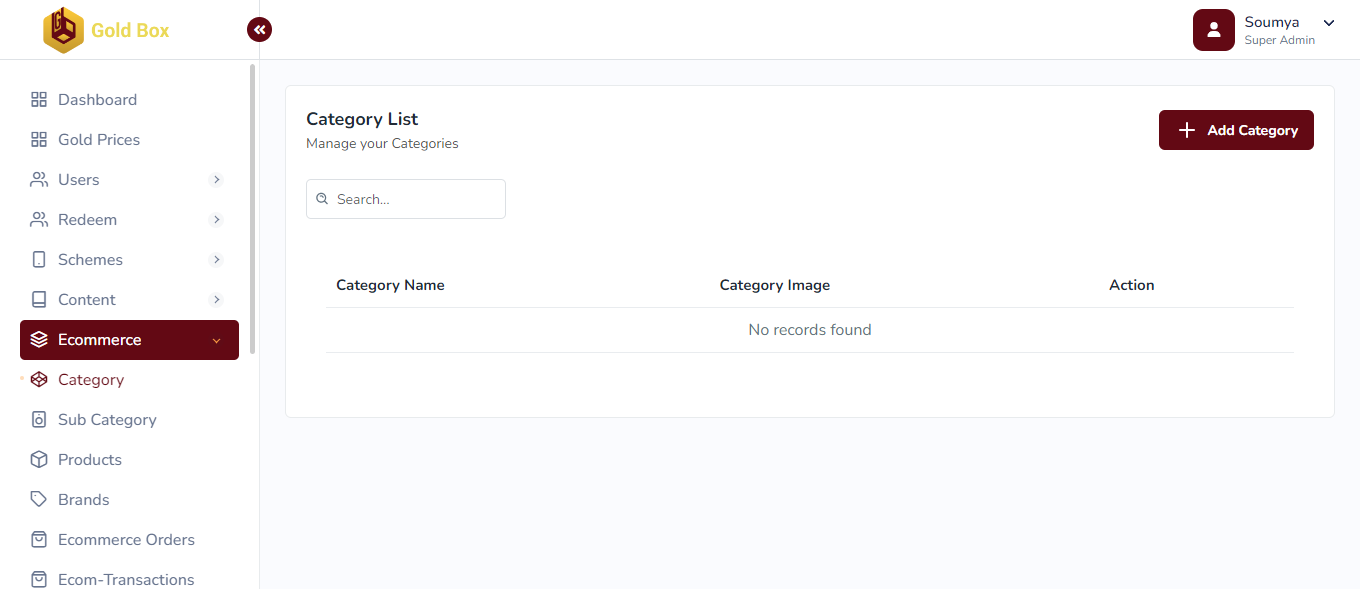 Gold Box
Soumya
Super Admin
Dashboard
Gold Prices
Users
Redeem
Schemes
Content
Ecommerce
Category
Sub Category
Products
Brands
Ecommerce Orders
Ecom-Transactions
Category List
Manage your Categories
Add Category
Search...
Category Name Category Image Action
No records found